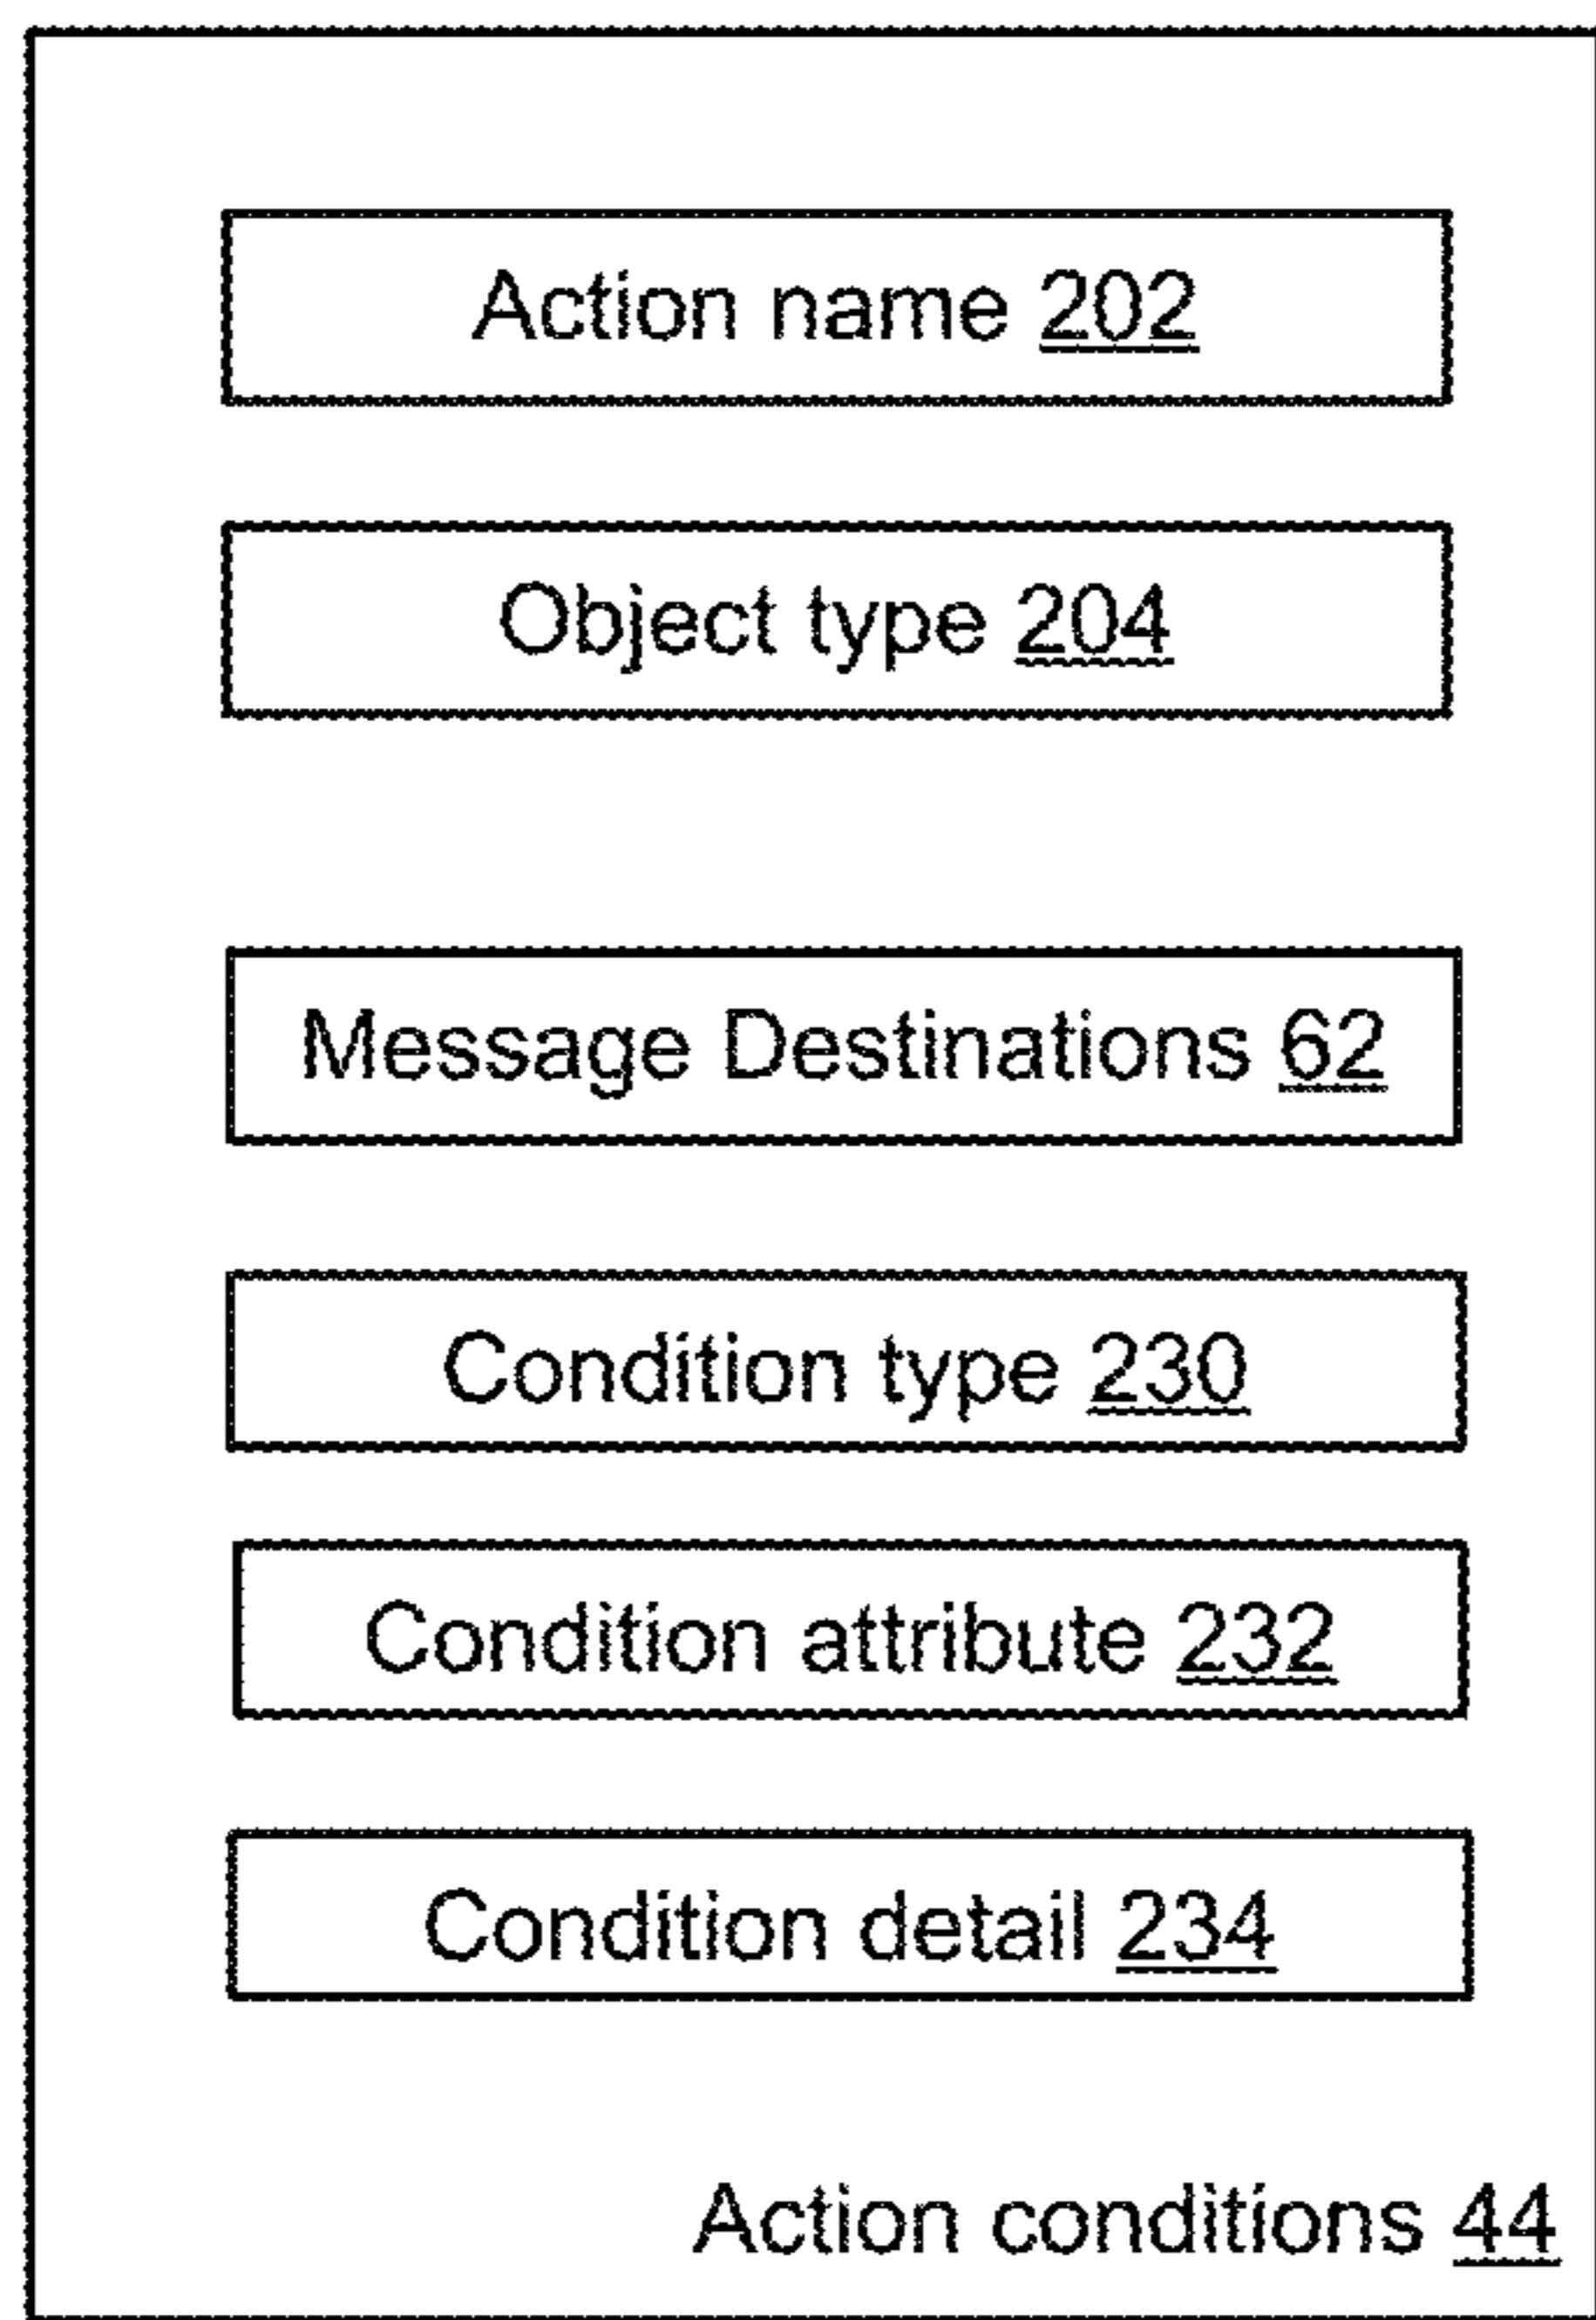 Action name 202
Object type 204
Message Destinations 62
Condition type 230
Condition attribute 232
Condition detail 234
Action conditions 44